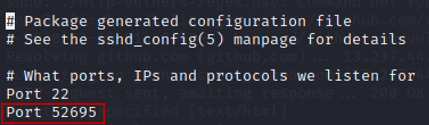 # Package generated configuration file
# See the sshd_config(5) manpage for details
# What ports, IPs and protocols we listen for
Port 22
Port 52695